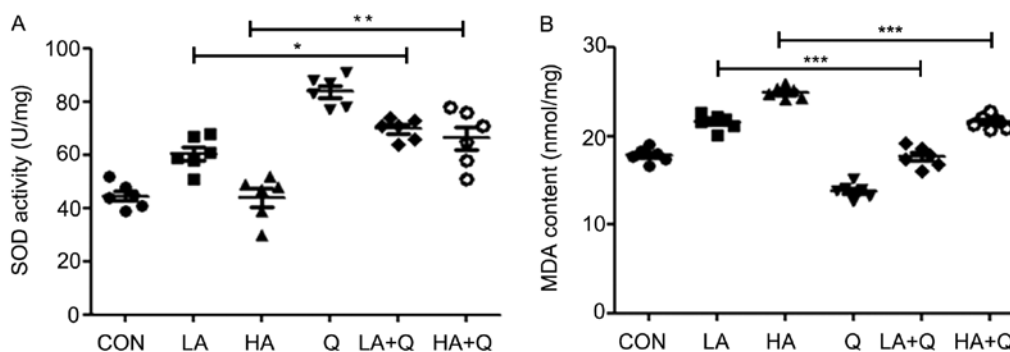 A
SOD activity (U/mg)
100
80
60
40
20
0
CON LA HA Q LA+Q HA+Q
*
**
B
MDA content (nmol/mg)
30
20
10
0
CON LA HA Q LA+Q HA+Q
***
***